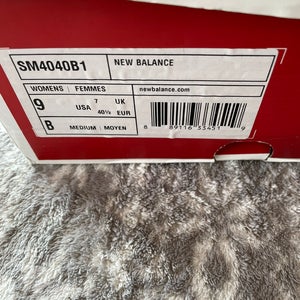 SM4040B1 NEW BALANCE
WOMENS | FEMMES newbalance.com
9 USA 7 UK
40½ EUR
B MEDIUM | MOYEN
8 89116 33451 9